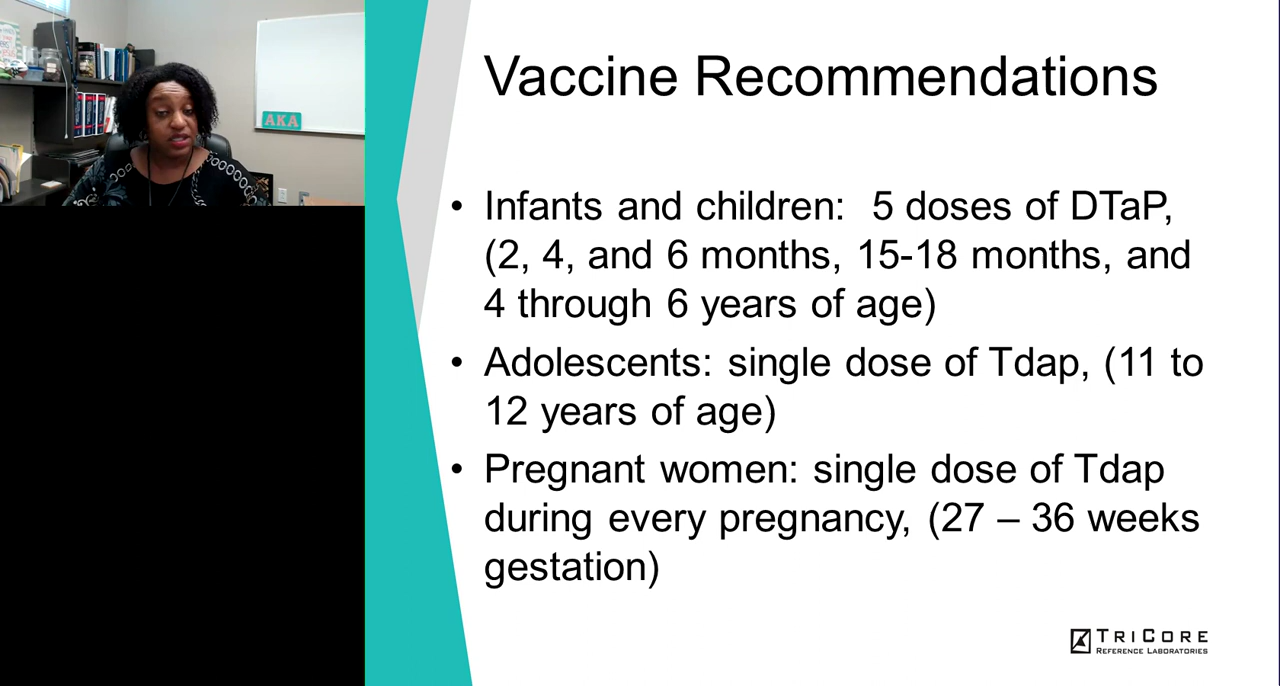 AKA
Vaccine Recommendations
• Infants and children: 5 doses of DTaP,
(2, 4, and 6 months, 15-18 months, and
4 through 6 years of age)
• Adolescents: single dose of Tdap, (11 to
12 years of age)
• Pregnant women: single dose of Tdap
during every pregnancy, (27 – 36 weeks
gestation)
TRICORE
REFERENCE LABORATORIES